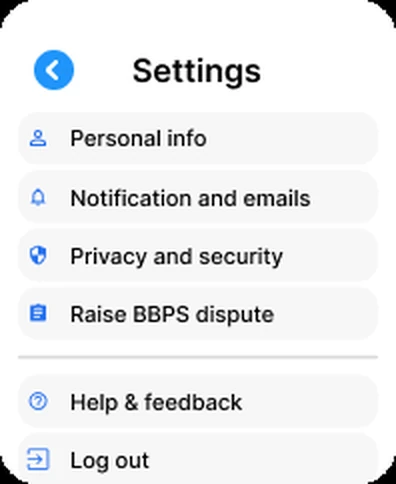 Settings
Personal info
Notification and emails
Privacy and security
Raise BBPS dispute
Help & feedback
Log out